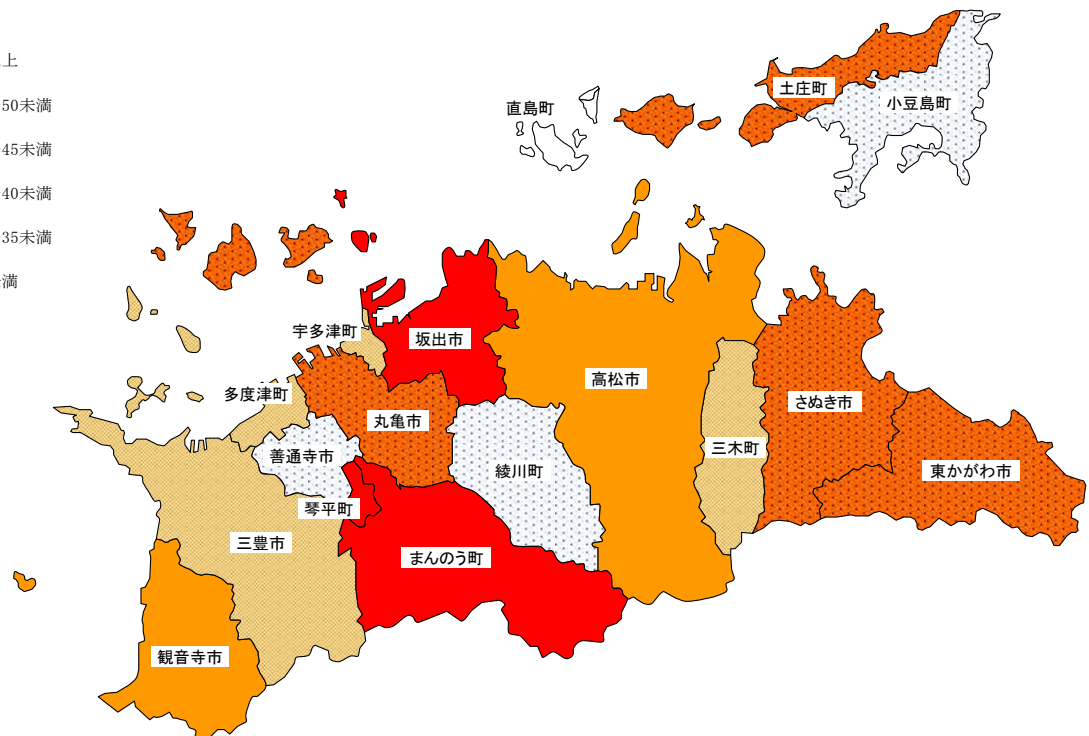 上
50未満
45未満
40未満
35未満
満
直島町
土庄町
小豆島町
宇多津町
坂出市
高松市
多度津町
丸亀市
さぬき市
善通寺市
綾川町
三木町
東かがわ市
琴平町
三豊市
まんのう町
観音寺市